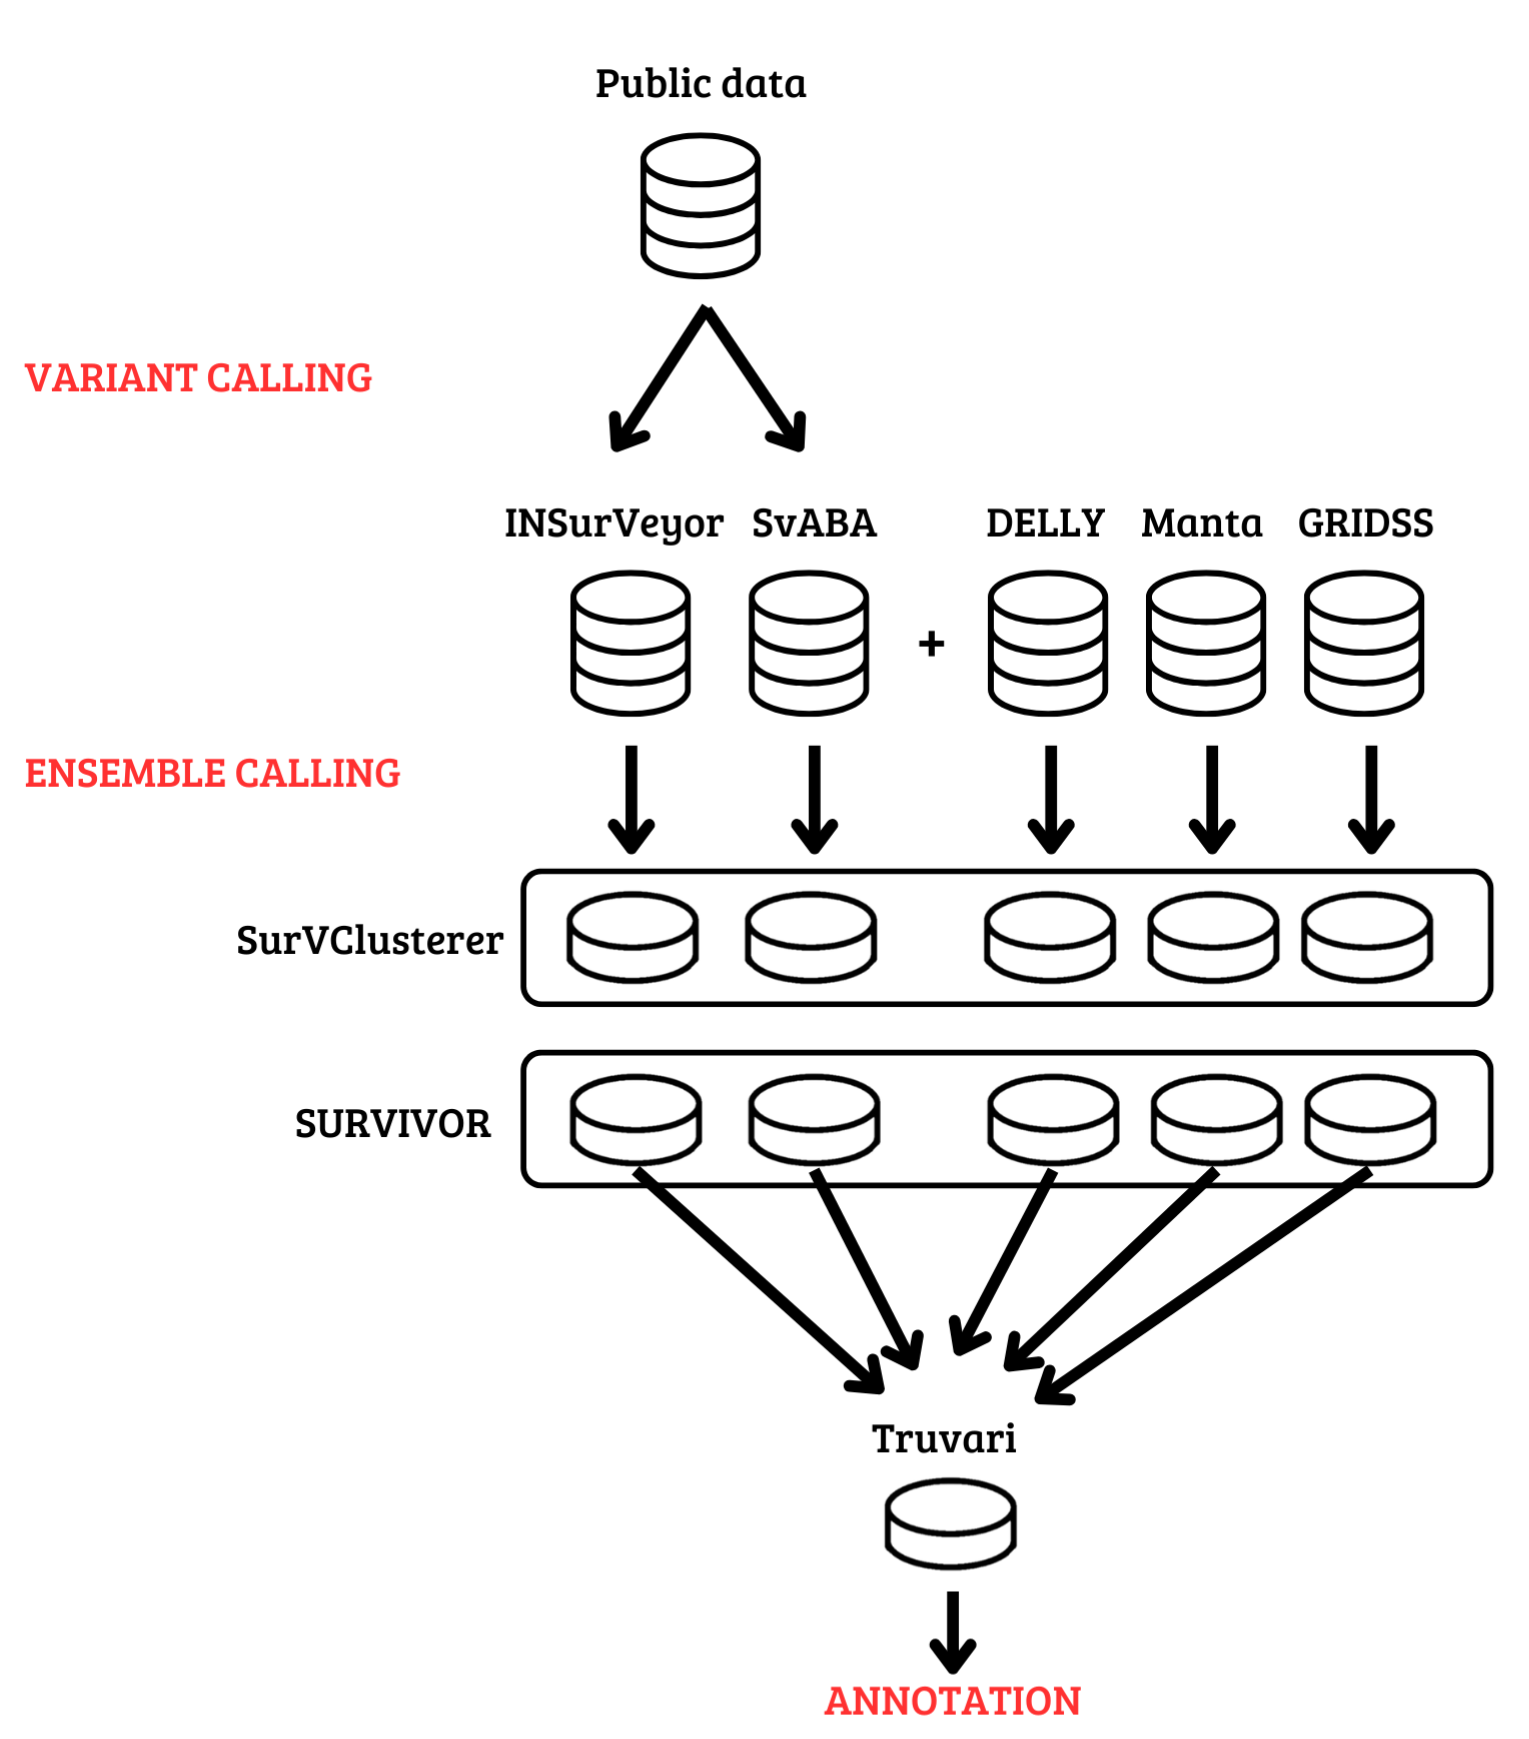 Public data
VARIANT CALLING
INSurVeyor SvABA DELLY Manta GRIDSS
+
ENSEMBLE CALLING
SurVClusterer
SURVIVOR
Truvari
ANNOTATION